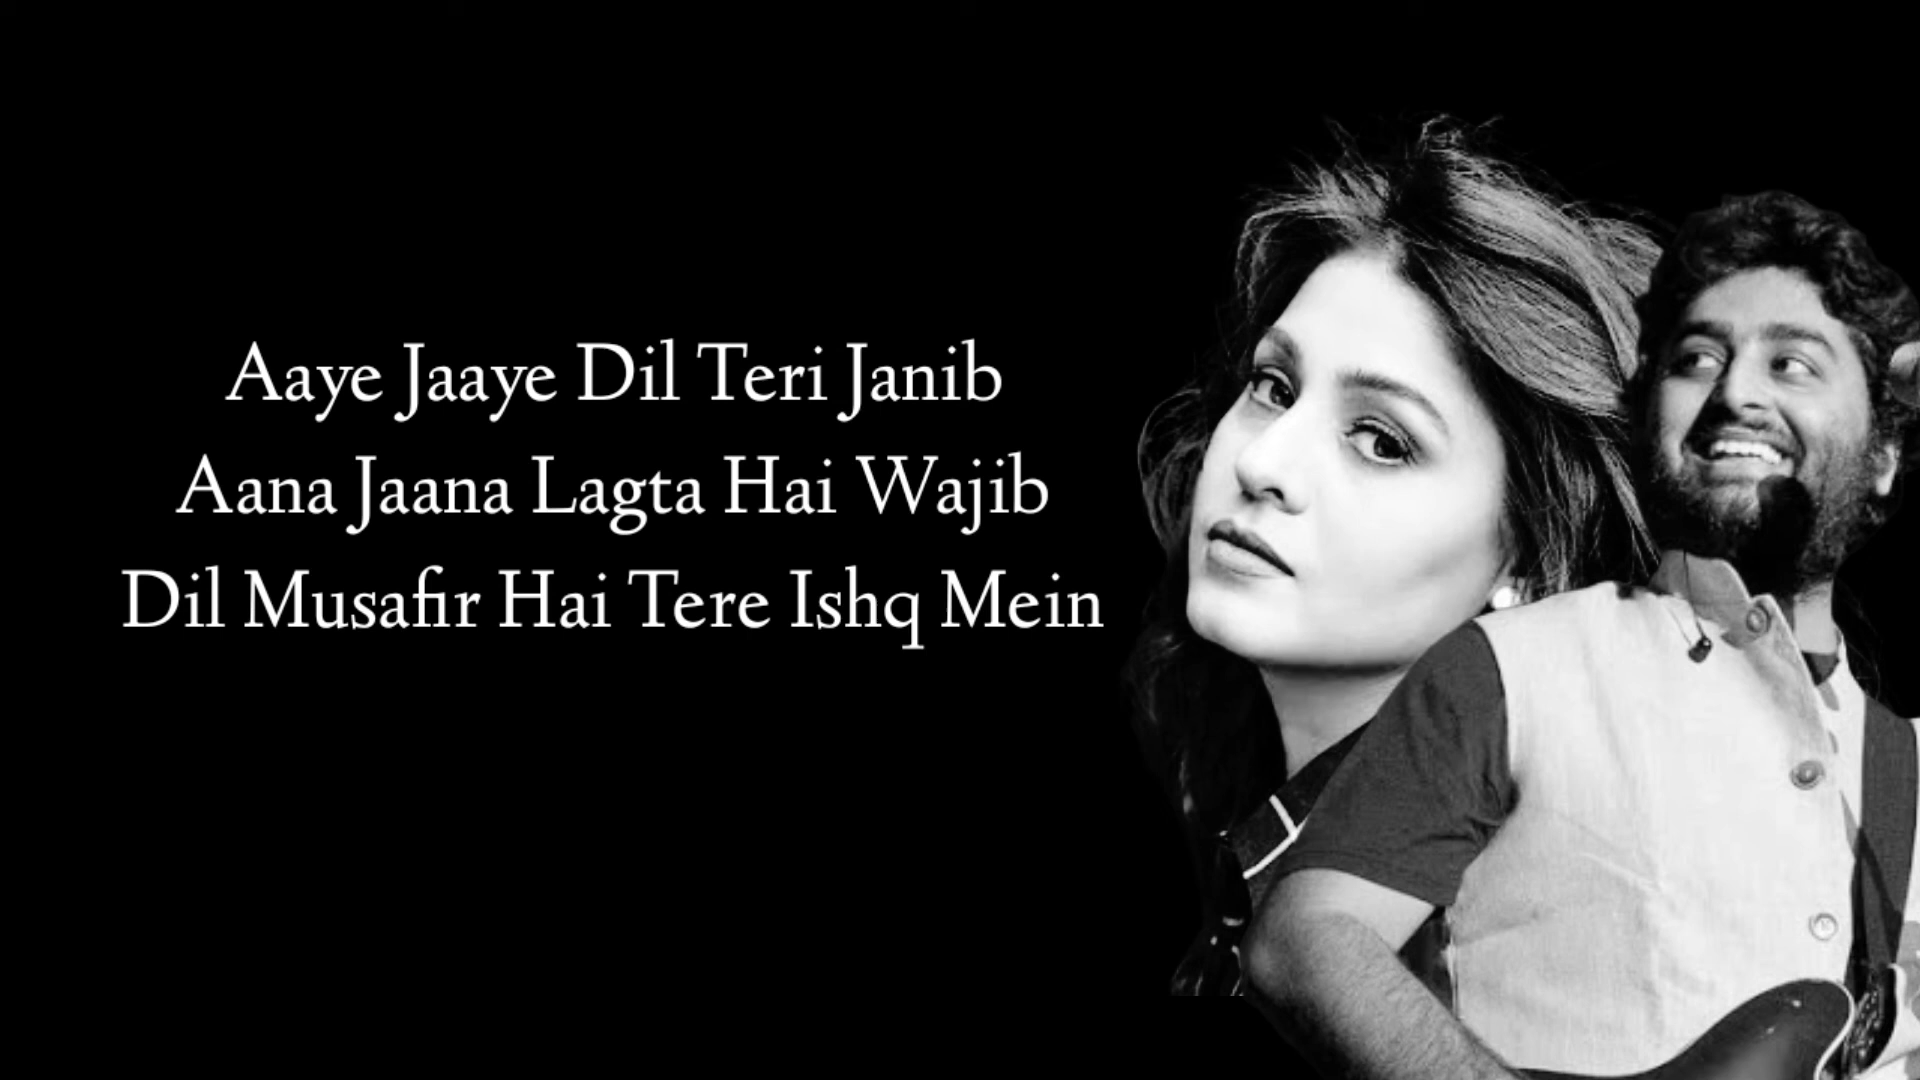 Aaye Jaaye Dil Teri Janib
Aana Jaana Lagta Hai Wajib
Dil Musafir Hai Tere Ishq Mein